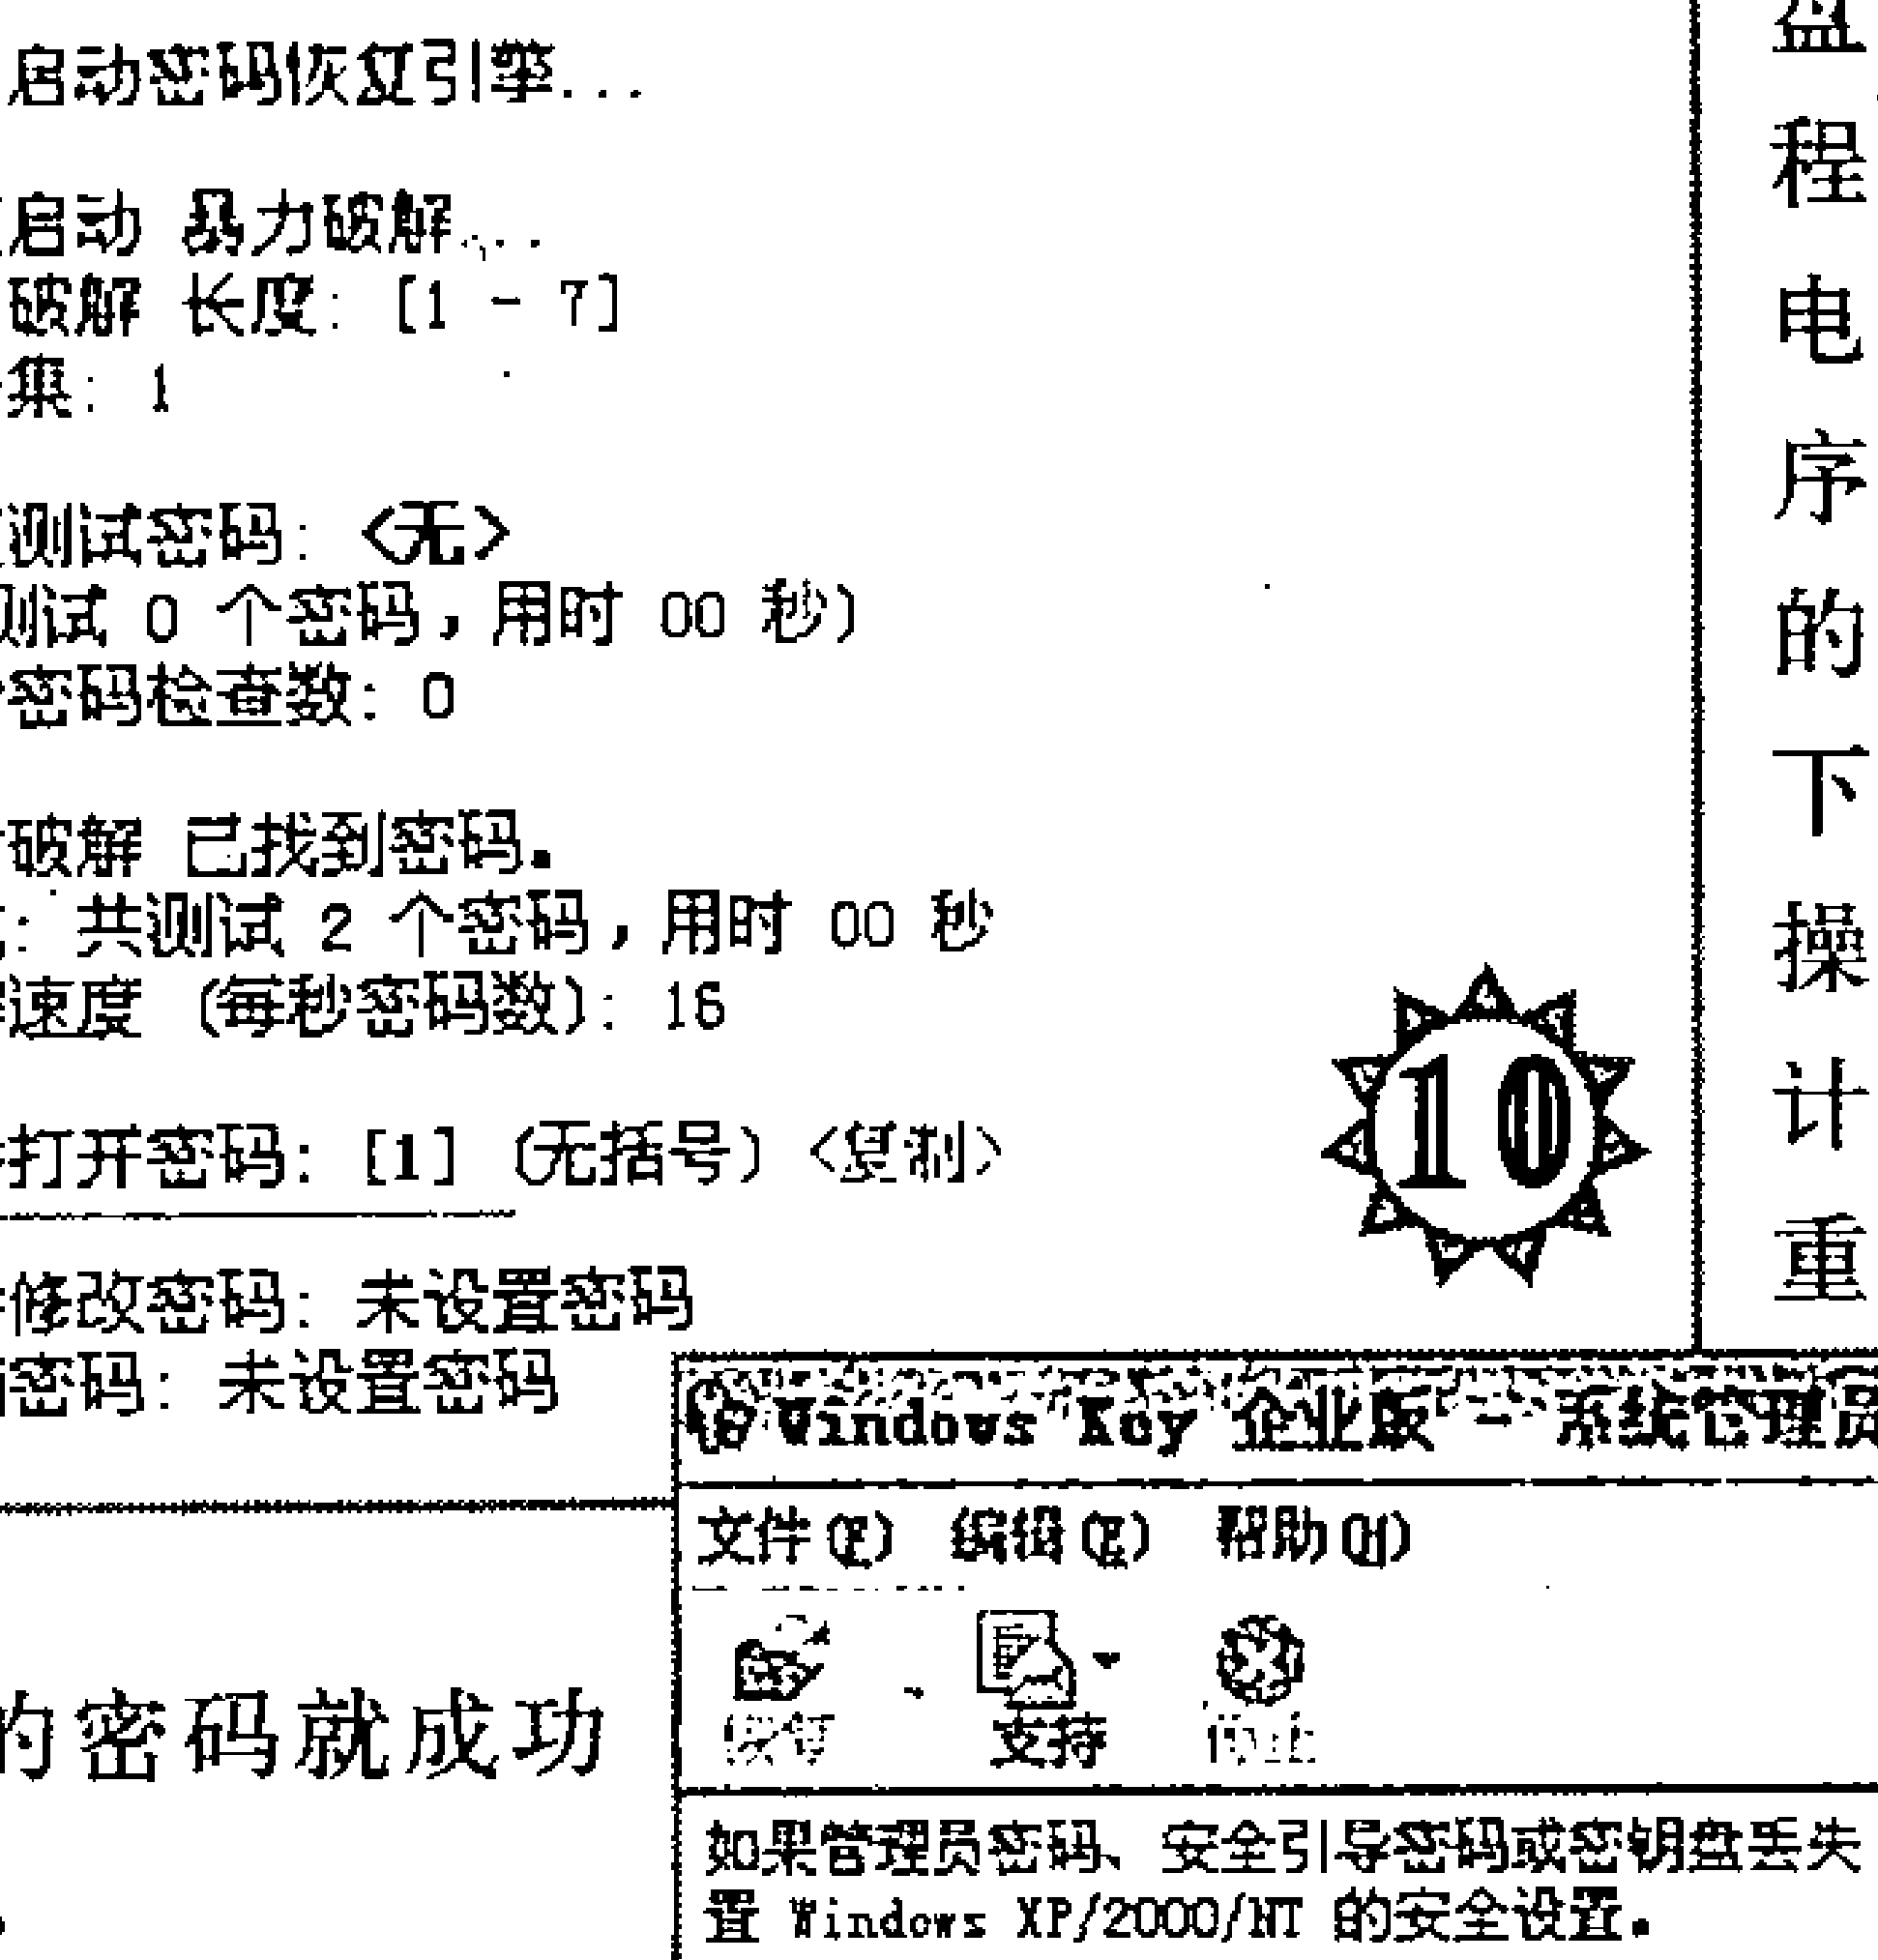 启动密码恢复引擎...
启动 暴力破解...
破解 长度: [1 - 7]
集: 1
测试密码: <无>
测试 0 个密码，用时 00 秒)
密码检查数: 0
破解 已找到密码。
: 共测试 2 个密码，用时 00 秒
速度 (每秒密码数): 16
打开密码: [1] (无括号) <复制>
修改密码: 未设置密码
密码: 未设置密码
10
的密码就成功
盘
程
电
序
的
下
操
计
重
Windows Key 企业版 - 系统管理员
文件(F) 编辑(E) 帮助(H)
支持 停止
如果管理员密码、安全引导密码或密钥盘丢失
置 Windows XP/2000/NT 的安全设置。